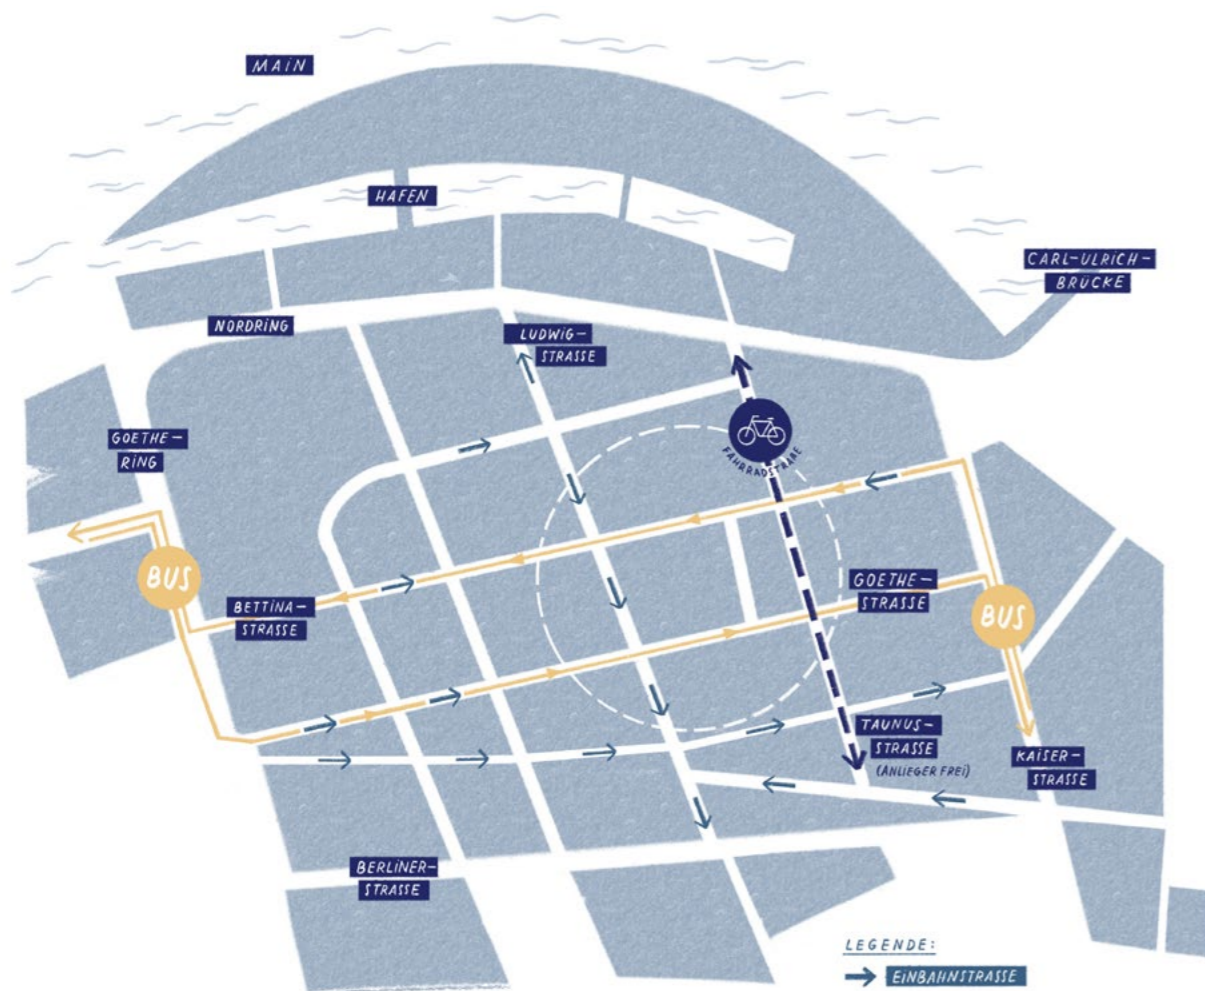 MAIN
HAFEN
CARL-ULRICH-
BRÜCKE
NORDRING
LUDWIG-
STRASSE
GOETHE-
RING
FAHRRADSTRAßE
BUS
BETTINA-
STRASSE
GOETHE-
STRASSE
BUS
TAUNUS-
STRASSE
(ANLIEGER FREI)
KAISER-
STRASSE
BERLINER-
STRASSE
LEGENDE:
EINBAHNSTRASSE